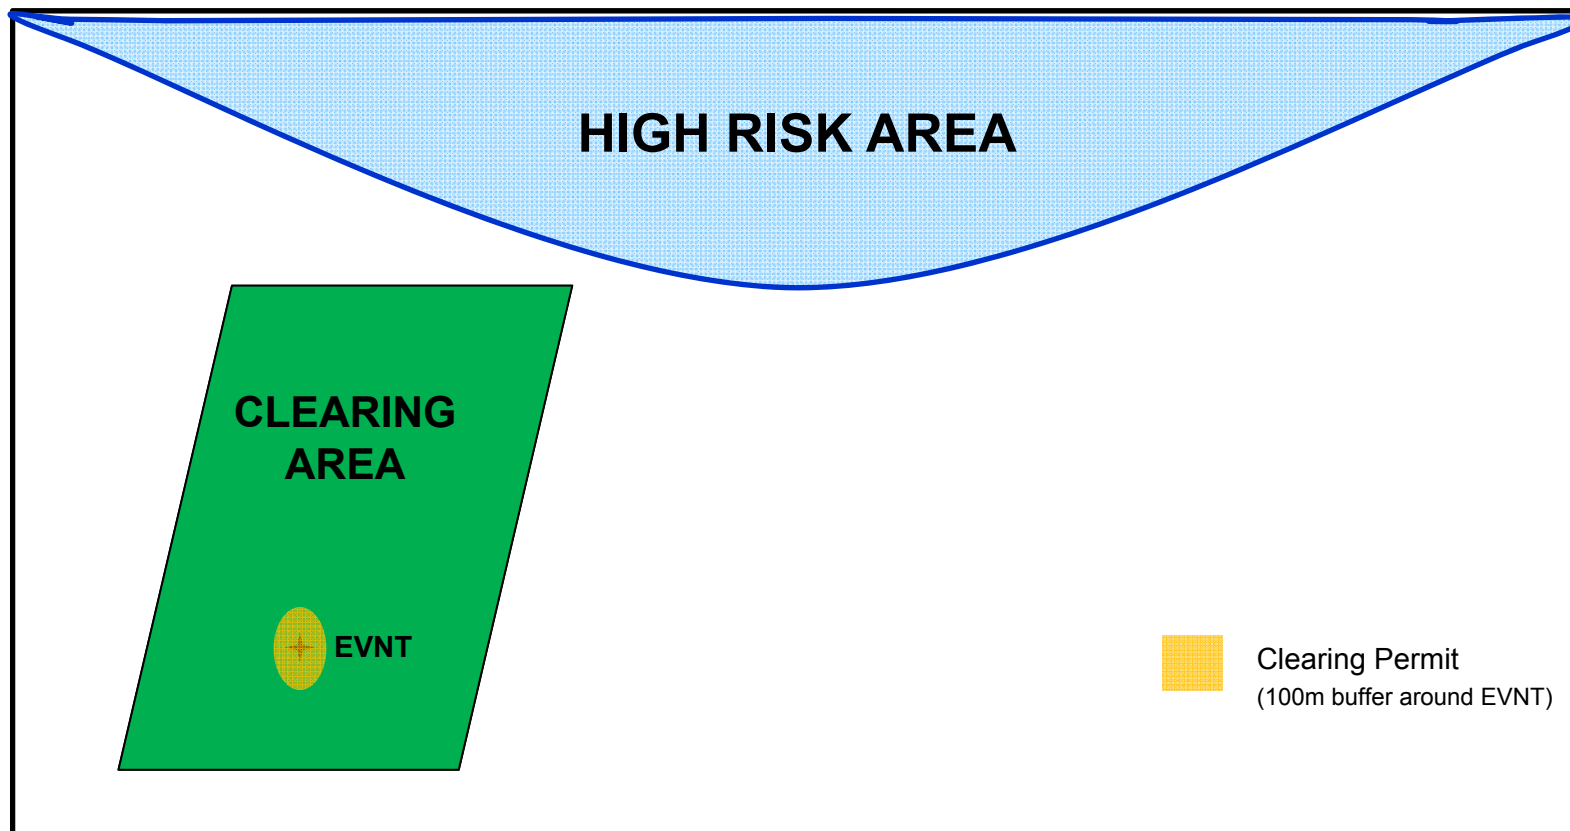 HIGH RISK AREA
CLEARING
AREA
EVNT
Clearing Permit
(100m buffer around EVNT)